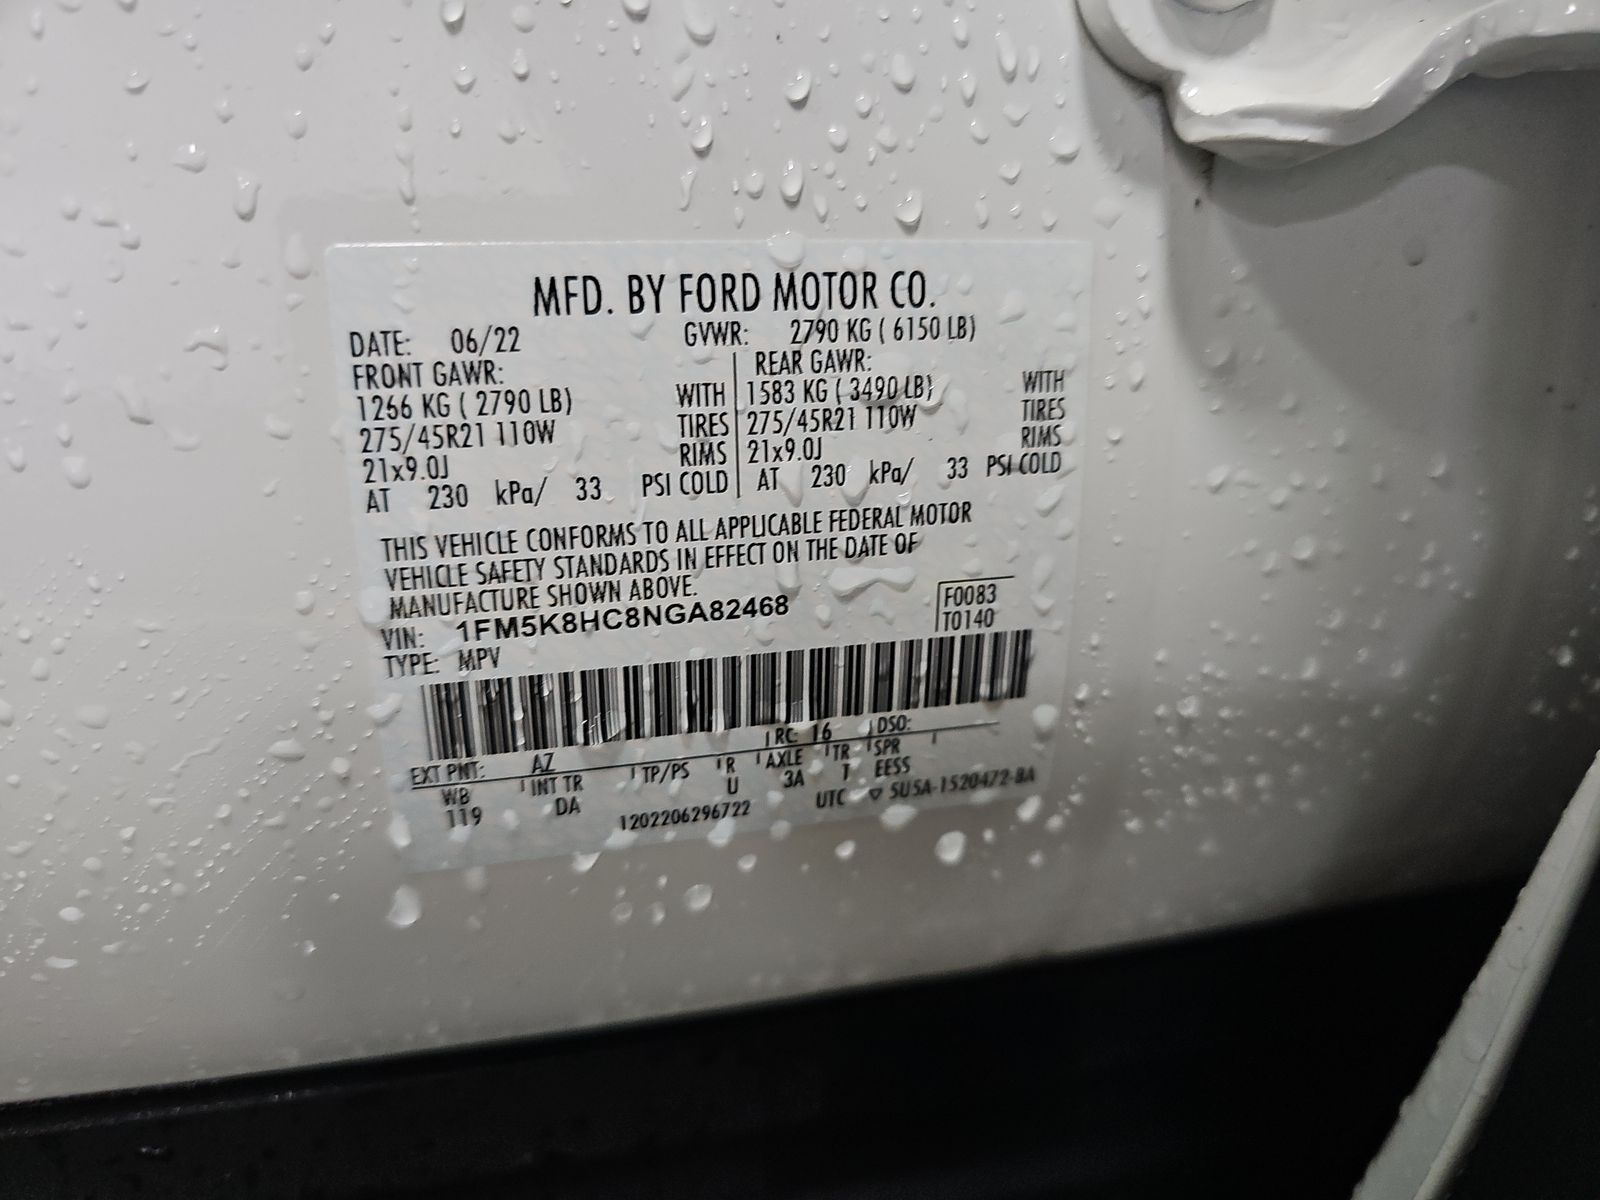 MFD. BY FORD MOTOR CO.
DATE: 06/22 GVWR: 2790 KG ( 6150 LB)
FRONT GAWR: REAR GAWR:
1266 KG ( 2790 LB) WITH 1583 KG ( 3490 LB) WITH
275/45R21 110W TIRES 275/45R21 110W TIRES
21x9.0J RIMS 21x9.0J RIMS
AT 230 kPa/ 33 PSI COLD AT 230 kPa/ 33 PSI COLD
THIS VEHICLE CONFORMS TO ALL APPLICABLE FEDERAL MOTOR
VEHICLE SAFETY STANDARDS IN EFFECT ON THE DATE OF
MANUFACTURE SHOWN ABOVE.
VIN: 1FM5K8HC8NGA82468 F0083
TYPE: MPV T0140
EXT PNT: AZ RC: 16 DSO:
WB INT TR TP/PS R AXLE TR SPR
119 DA U 3A T EESS
1202206296722 UTC ▽ 5U5A-1520472-BA